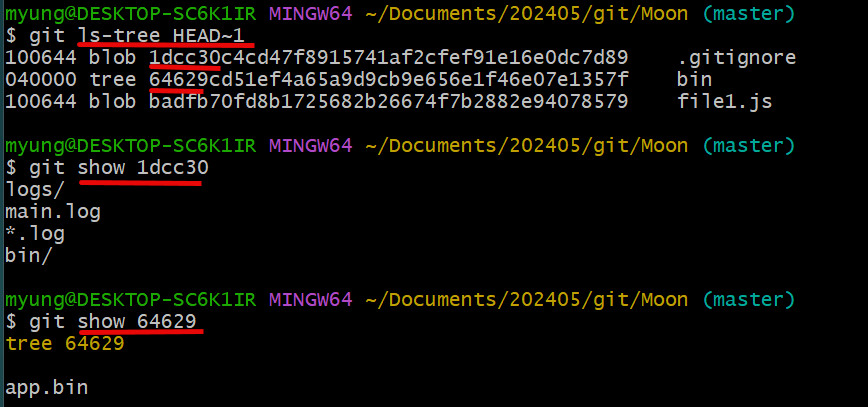 myung@DESKTOP-SC6K1IR MINGW64 ~/Documents/202405/git/Moon (master)
$ git ls-tree HEAD~1
100644 blob 1dcc30c4cd47f8915741af2cfef91e16e0dc7d89    .gitignore
040000 tree 64629cd51ef4a65a9d9cb9e656e1f46e07e1357f    bin
100644 blob badfb70fd8b1725682b26674f7b2882e94078579    file1.js
myung@DESKTOP-SC6K1IR MINGW64 ~/Documents/202405/git/Moon (master)
$ git show 1dcc30
logs/
main.log
*.log
bin/
myung@DESKTOP-SC6K1IR MINGW64 ~/Documents/202405/git/Moon (master)
$ git show 64629
tree 64629
app.bin